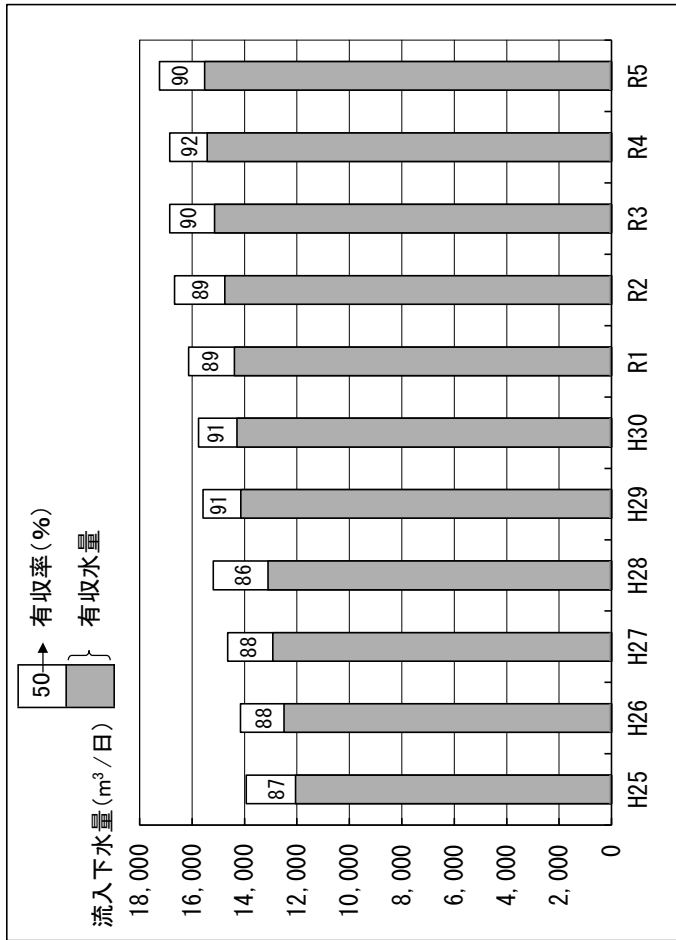 50 → 有収率(%)
有収水量
流入下水量(m³/日)
18,000
16,000
14,000
12,000
10,000
8,000
6,000
4,000
2,000
0
87
88
88
86
91
91
89
89
90
92
90
H25
H26
H27
H28
H29
H30
R1
R2
R3
R4
R5